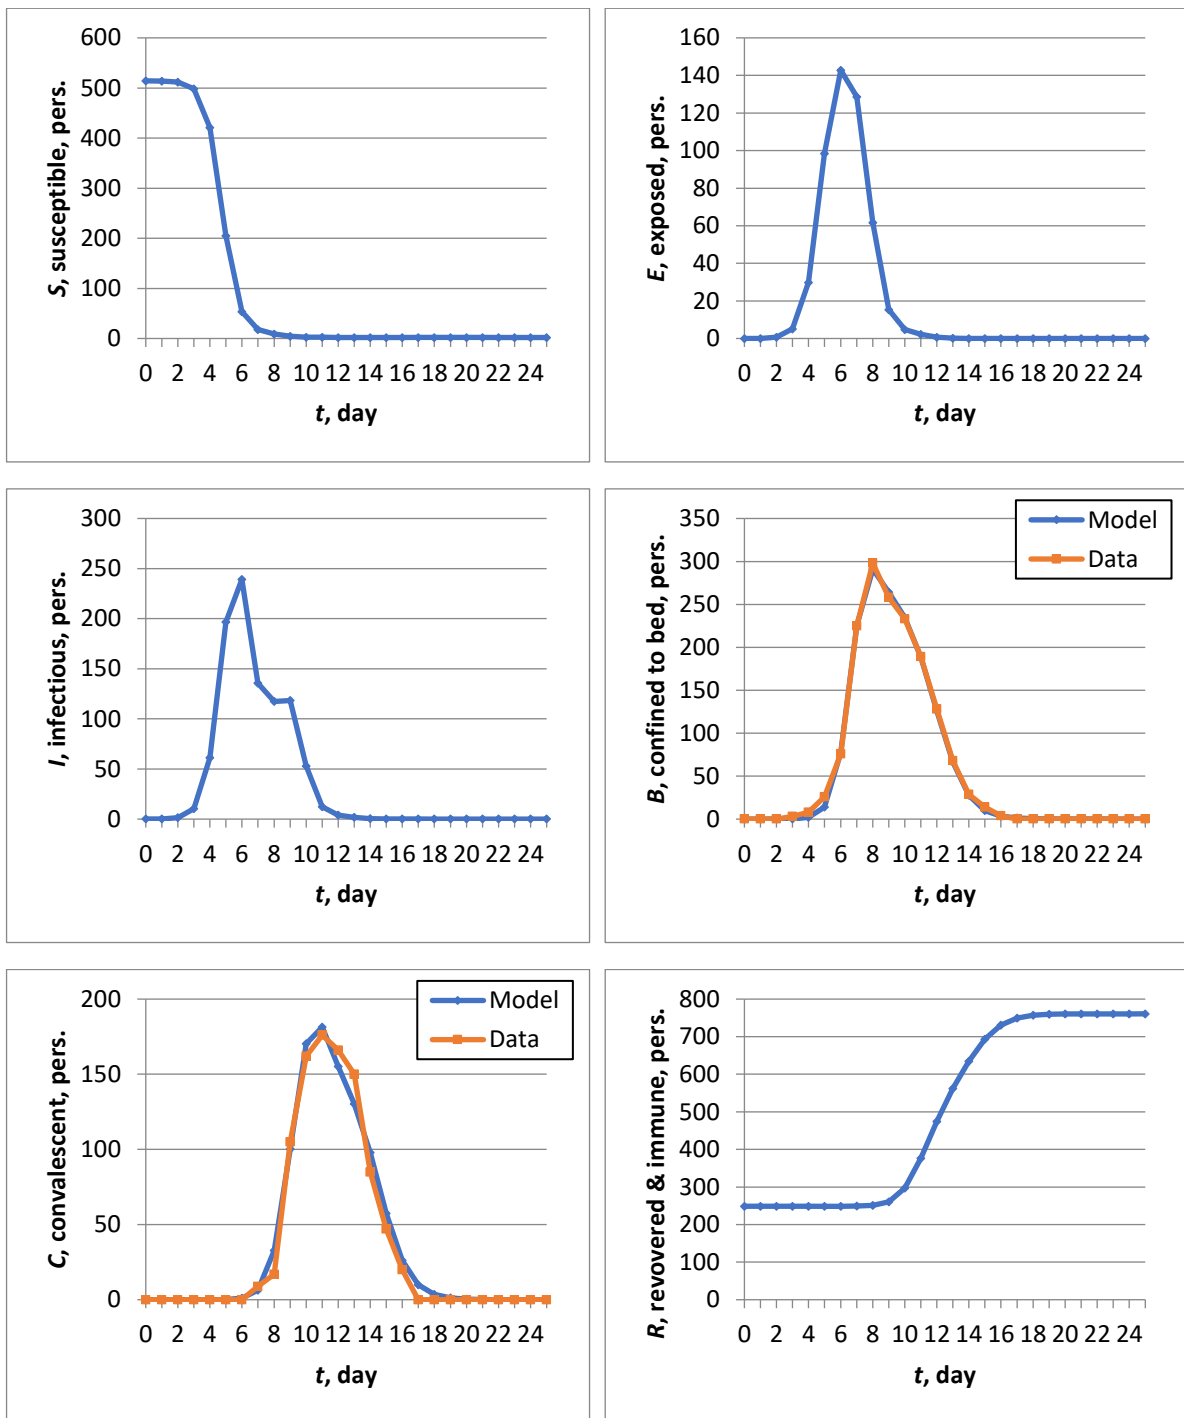 S, susceptible, pers.
600
500
400
300
200
100
0
0 2 4 6 8 10 12 14 16 18 20 22 24
t, day
E, exposed, pers.
160
140
120
100
80
60
40
20
0
0 2 4 6 8 10 12 14 16 18 20 22 24
t, day
I, infectious, pers.
300
250
200
150
100
50
0
0 2 4 6 8 10 12 14 16 18 20 22 24
t, day
B, confined to bed, pers.
350
300
250
200
150
100
50
0
0 2 4 6 8 10 12 14 16 18 20 22 24
t, day
Model
Data
C, convalescent, pers.
200
150
100
50
0
0 2 4 6 8 10 12 14 16 18 20 22 24
t, day
Model
Data
R, revovered & immune, pers.
800
700
600
500
400
300
200
100
0
0 2 4 6 8 10 12 14 16 18 20 22 24
t, day